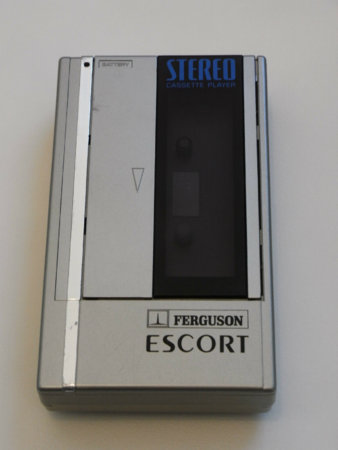 BATTERY
STEREO
CASSETTE PLAYER
FERGUSON
ESCORT